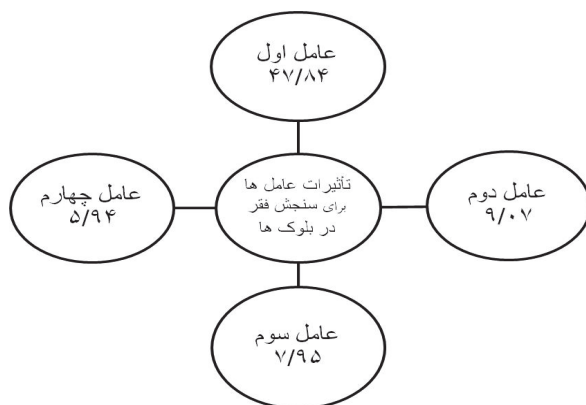 عامل اول
۴۷/۸۴
تأثیرات عامل ها
برای سنجش فقر
در بلوک ها
عامل دوم
۹/۰۷
عامل چهارم
۵/۹۴
عامل سوم
۷/۹۵